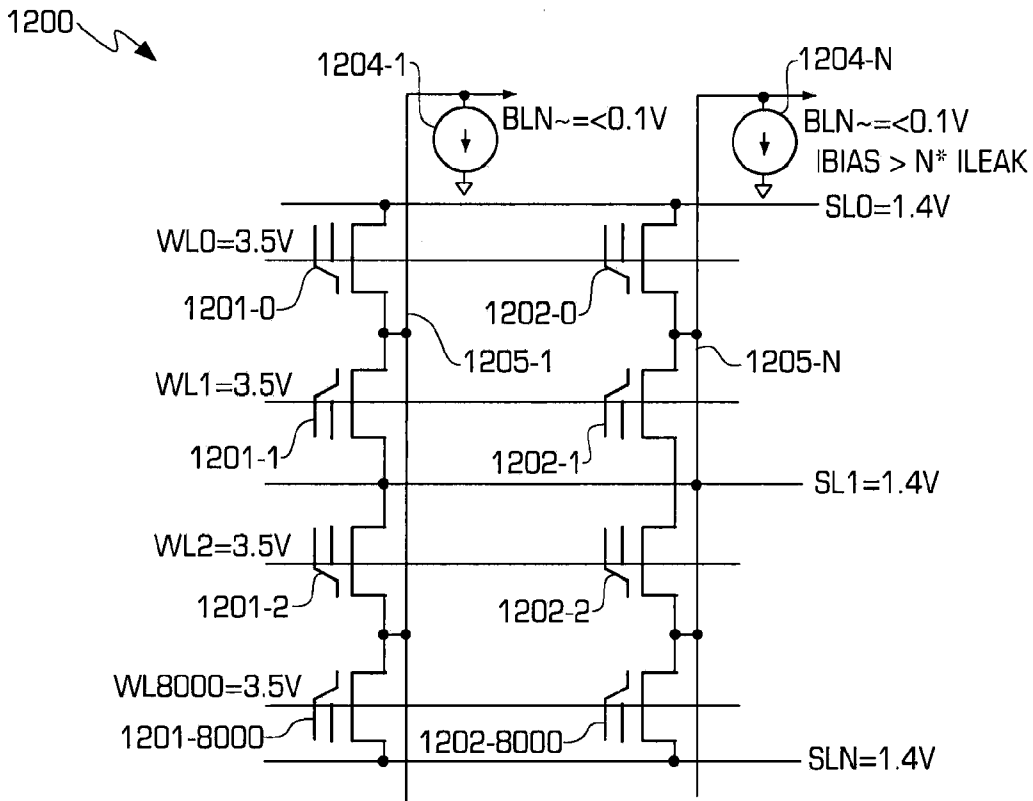 1200
1204-1
1204-N
BLN~=<0.1V
BLN~=<0.1V
IBIAS > N* ILEAK
SL0=1.4V
WL0=3.5V
1201-0
1202-0
1205-1
1205-N
WL1=3.5V
1201-1
1202-1
SL1=1.4V
WL2=3.5V
1201-2
1202-2
WL8000=3.5V
1201-8000
1202-8000
SLN=1.4V